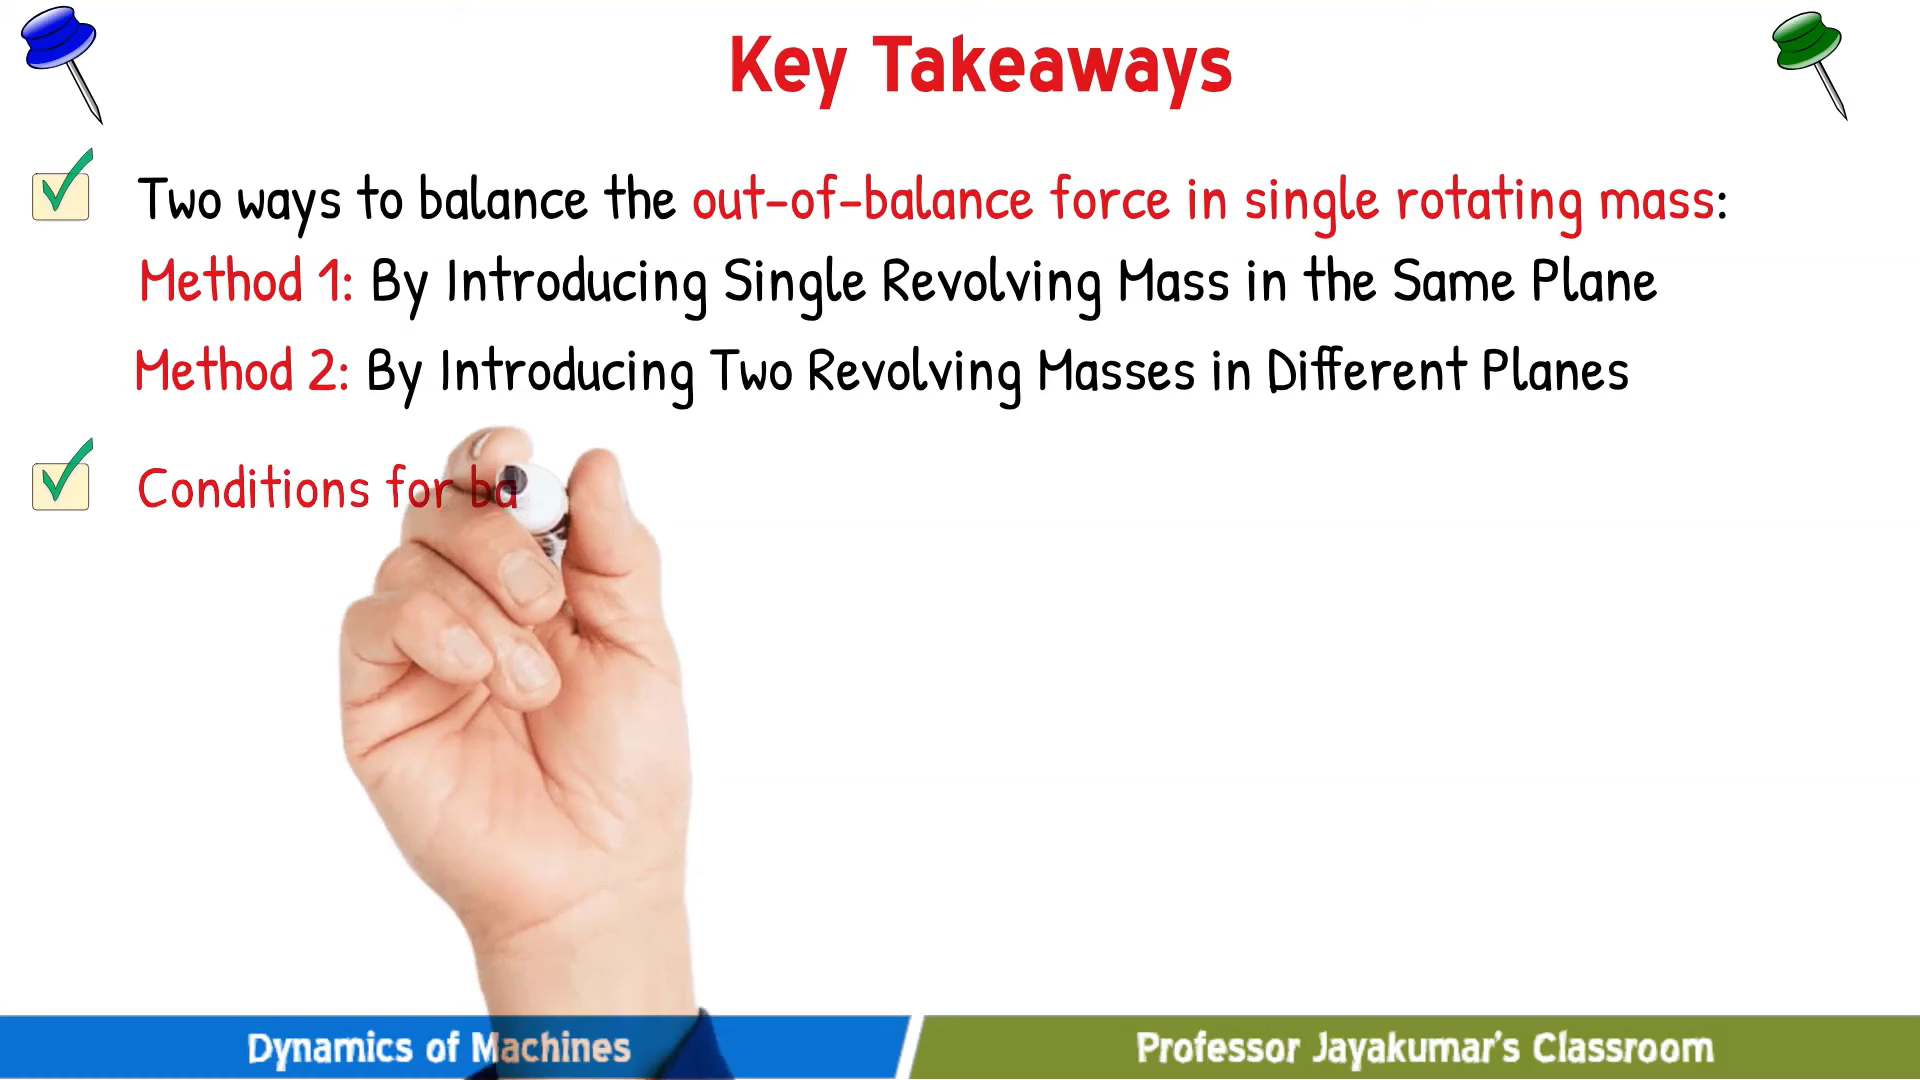 Key Takeaways
Two ways to balance the out-of-balance force in single rotating mass:
Method 1: By Introducing Single Revolving Mass in the Same Plane
Method 2: By Introducing Two Revolving Masses in Different Planes
Conditions for ba
Dynamics of Machines
Professor Jayakumar's Classroom